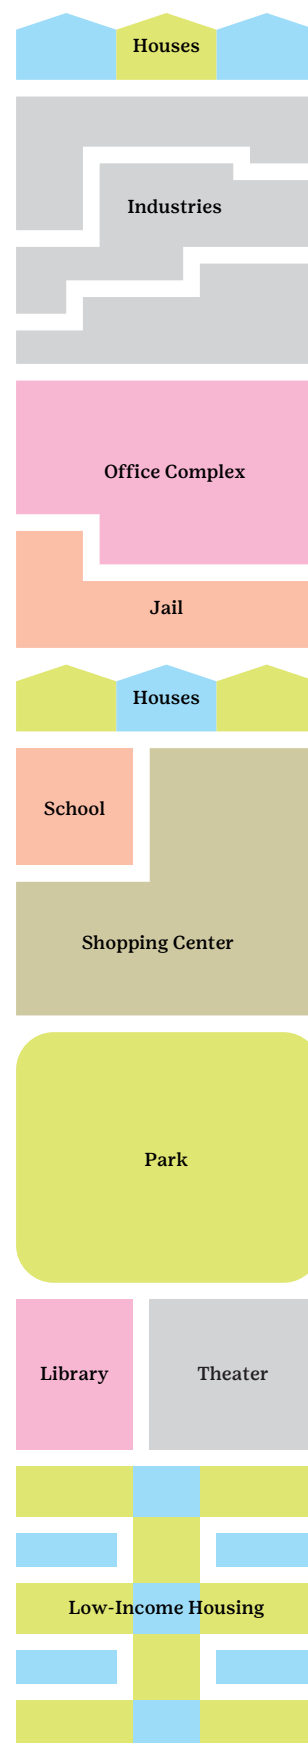 Houses
Industries
Office Complex
Jail
Houses
School
Shopping Center
Park
Library
Theater
Low-Income Housing